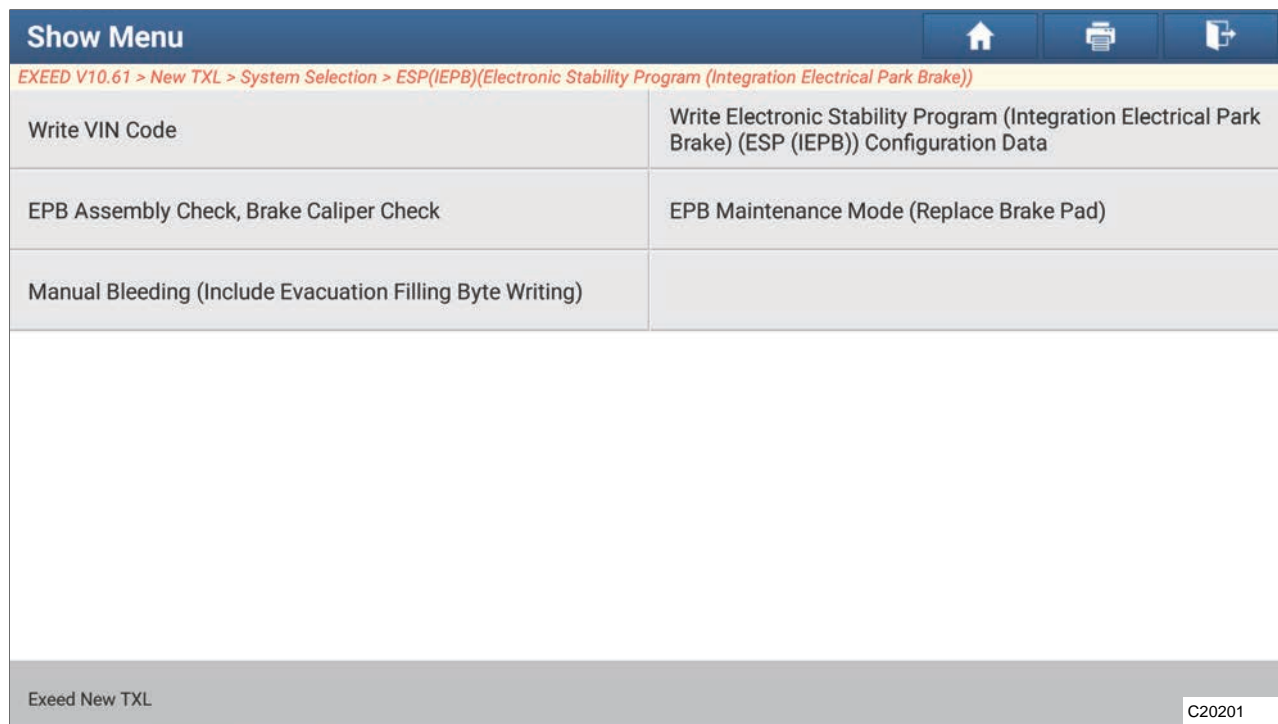 Show Menu
EXEED V10.61 > New TXL > System Selection > ESP(IEPB)(Electronic Stability Program (Integration Electrical Park Brake))
Write VIN Code
Write Electronic Stability Program (Integration Electrical Park
Brake) (ESP (IEPB)) Configuration Data
EPB Assembly Check, Brake Caliper Check
EPB Maintenance Mode (Replace Brake Pad)
Manual Bleeding (Include Evacuation Filling Byte Writing)
Exeed New TXL
C20201